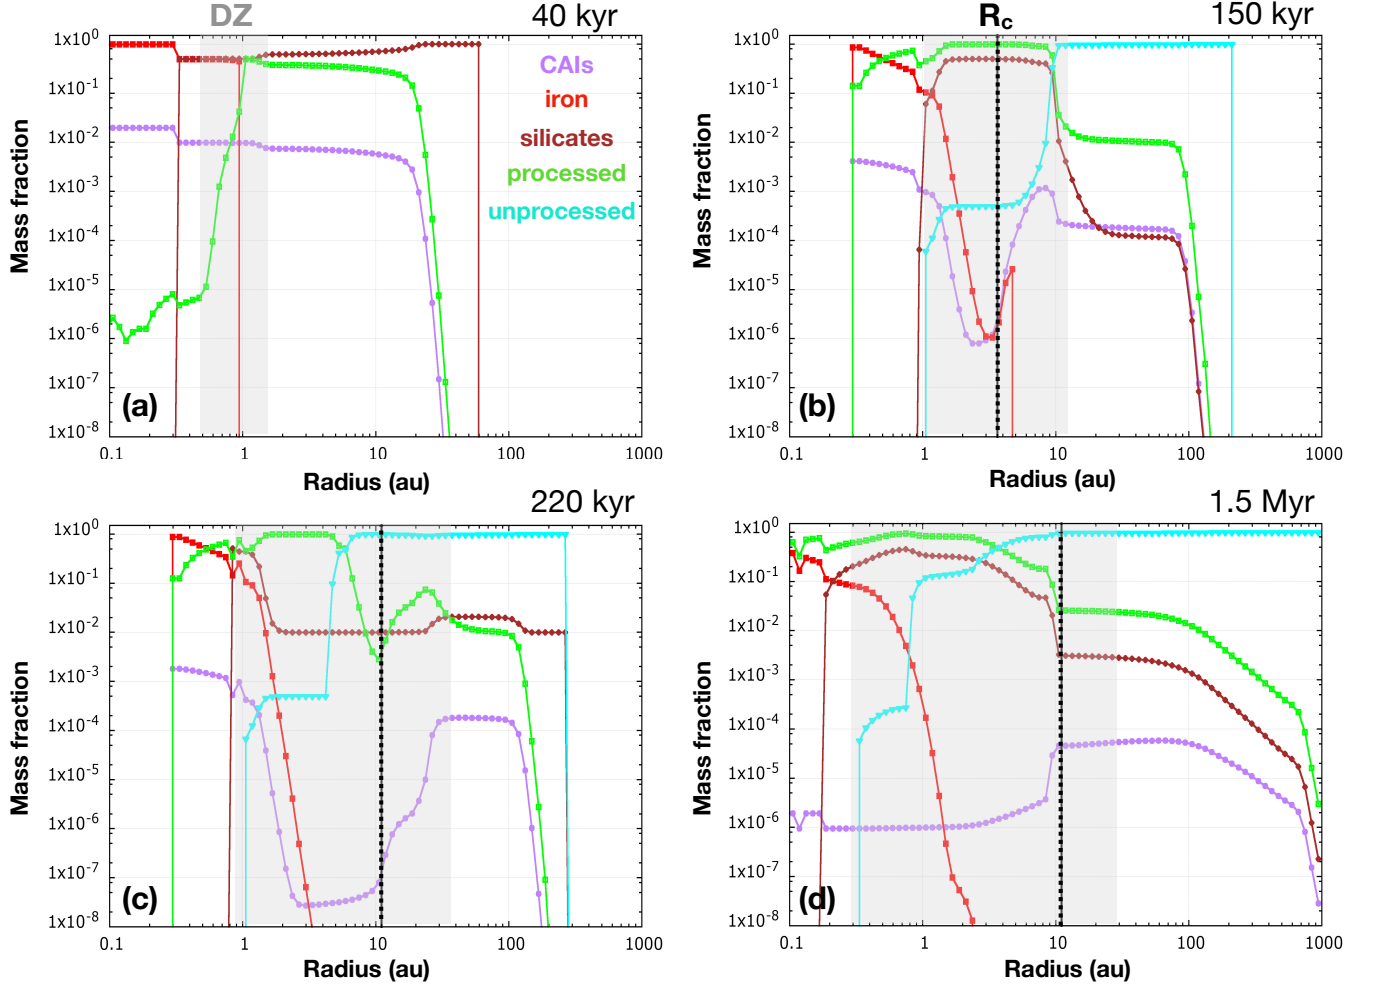 DZ 40 kyr
1x10^0
1x10^-1
1x10^-2
1x10^-3
1x10^-4
1x10^-5
1x10^-6
1x10^-7
1x10^-8
Mass fraction
CAIs
iron
silicates
processed
unprocessed
(a)
0.1 1 10 100 1000
Radius (au)
R_c 150 kyr
1x10^0
1x10^-1
1x10^-2
1x10^-3
1x10^-4
1x10^-5
1x10^-6
1x10^-7
1x10^-8
Mass fraction
(b)
0.1 1 10 100 1000
Radius (au)
220 kyr
1x10^0
1x10^-1
1x10^-2
1x10^-3
1x10^-4
1x10^-5
1x10^-6
1x10^-7
1x10^-8
Mass fraction
(c)
0.1 1 10 100 1000
Radius (au)
1.5 Myr
1x10^0
1x10^-1
1x10^-2
1x10^-3
1x10^-4
1x10^-5
1x10^-6
1x10^-7
1x10^-8
Mass fraction
(d)
0.1 1 10 100 1000
Radius (au)